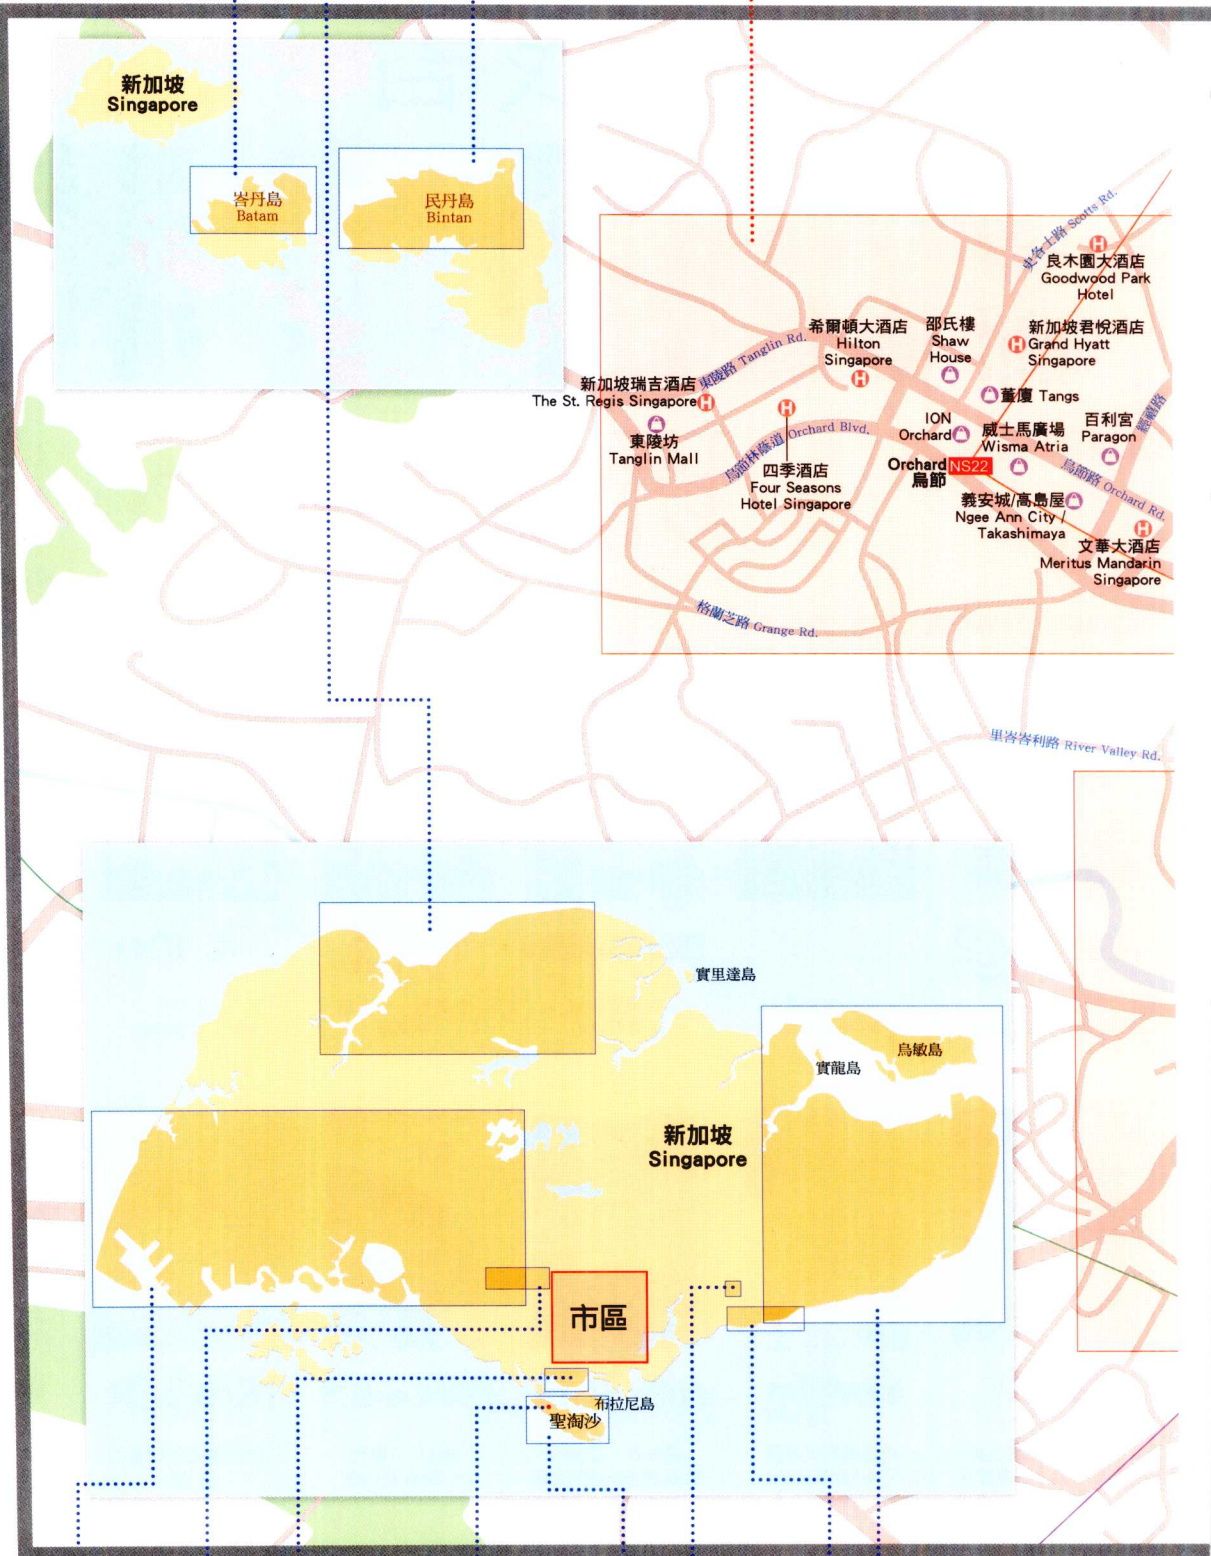 新加坡
Singapore
峇丹島
Batam
民丹島
Bintan
史各士路 Scotts Rd.
良木園大酒店
Goodwood Park
Hotel
希爾頓大酒店
Hilton
Singapore
邵氏樓
Shaw
House
新加坡君悅酒店
Grand Hyatt
Singapore
東陵路 Tanglin Rd.
新加坡瑞吉酒店
The St. Regis Singapore
董廈 Tangs
經禧路
東陵坊
Tanglin Mall
烏節林蔭道 Orchard Blvd.
ION
Orchard
威士馬廣場
Wisma Atria
百利宮
Paragon
四季酒店
Four Seasons
Hotel Singapore
Orchard NS22
烏節
烏節路 Orchard Rd.
義安城/高島屋
Ngee Ann City /
Takashimaya
文華大酒店
Meritus Mandarin
Singapore
格蘭芝路 Grange Rd.
里峇峇利路 River Valley Rd.
實里達島
烏敏島
實龍島
新加坡
Singapore
市區
布拉尼島
聖淘沙